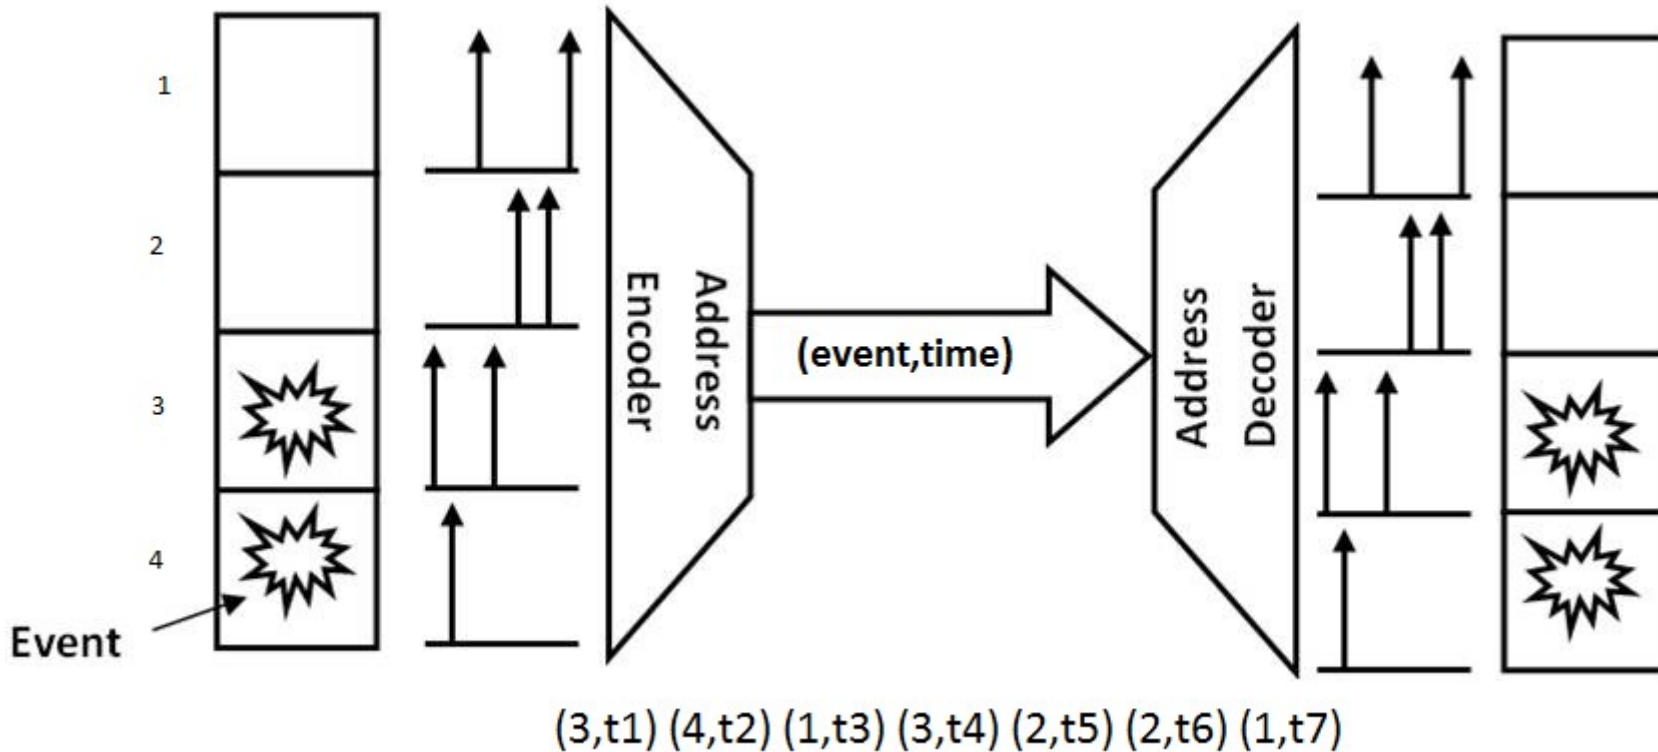 1
2
3
4
Event
Address
Encoder
(event,time)
Address
Decoder
(3,t1) (4,t2) (1,t3) (3,t4) (2,t5) (2,t6) (1,t7)